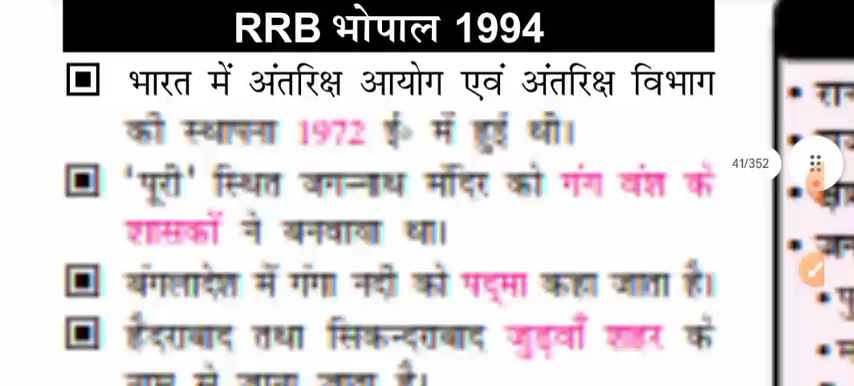 RRB भोपाल 1994
भारत में अंतरिक्ष आयोग एवं अंतरिक्ष विभाग
की स्थापना 1972 ई० में हुई थी।
'पूरी' स्थित जगन्नाथ मंदिर को गंग वंश के
शासकों ने बनवाया था।
बंगलादेश में गंगा नदी को पद्मा कहा जाता है।
हैदराबाद तथा सिकन्दराबाद जुड़वाँ शहर के
नाम से जाना जाता है।
41/352